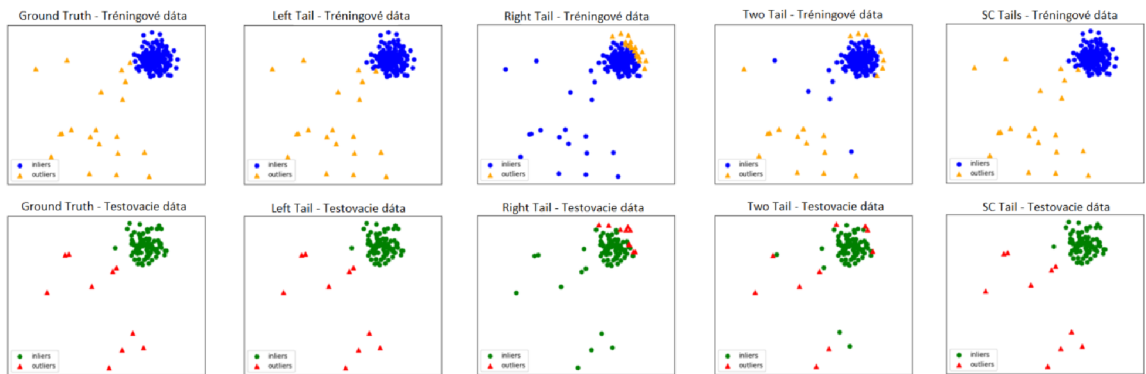 Ground Truth - Tréningové dáta
Left Tail - Tréningové dáta
Right Tail - Tréningové dáta
Two Tail - Tréningové dáta
SC Tails - Tréningové dáta
inliers
outliers
inliers
outliers
inliers
outliers
inliers
outliers
inliers
outliers
Ground Truth - Testovacie dáta
Left Tail - Testovacie dáta
Right Tail - Testovacie dáta
Two Tail - Testovacie dáta
SC Tail - Testovacie dáta
inliers
outliers
inliers
outliers
inliers
outliers
inliers
outliers
inliers
outliers